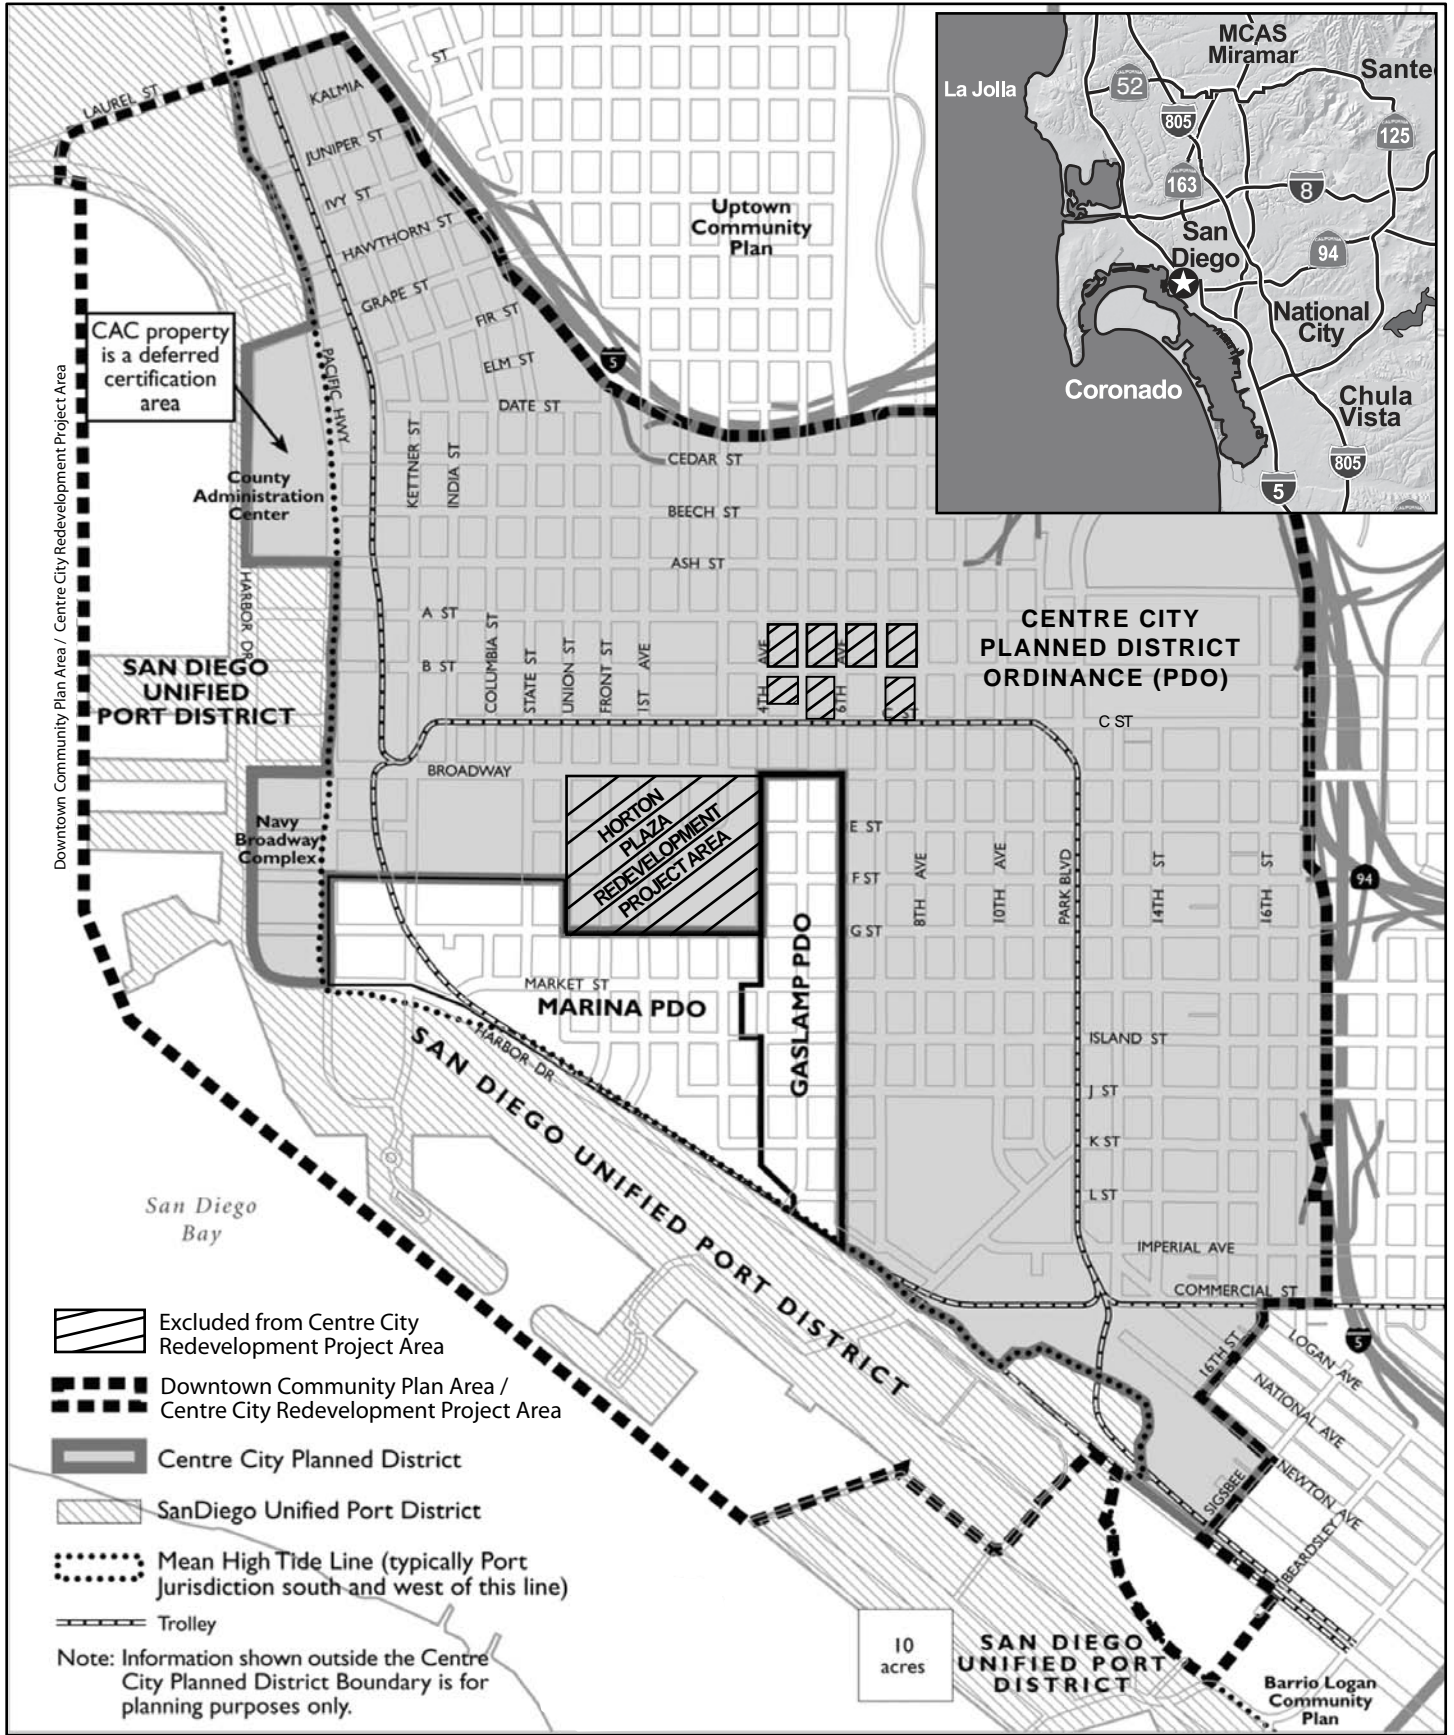 LAUREL ST
KALMIA
ST
JUNIPER ST
IVY ST
HAWTHORN ST
GRAPE ST
FIR ST
ELM ST
DATE ST
CEDAR ST
BEECH ST
ASH ST
A ST
B ST
C ST
C ST
BROADWAY
E ST
F ST
G ST
MARKET ST
ISLAND ST
J ST
K ST
L ST
IMPERIAL AVE
COMMERCIAL ST
PACIFIC HWY
HARBOR DR
KETTNER ST
INDIA ST
COLUMBIA ST
STATE ST
UNION ST
FRONT ST
1ST AVE
4TH AVE
6TH AVE
8TH AVE
10TH AVE
PARK BLVD
14TH ST
16TH ST
HARBOR DR
16TH ST
LOGAN AVE
NATIONAL AVE
NEWTON AVE
SIGSBEE
BEARDSLEY
5
94
5
Uptown
Community
Plan
CAC property
is a deferred
certification
area
County
Administration
Center
SAN DIEGO
UNIFIED
PORT DISTRICT
Navy
Broadway
Complex
CENTRE CITY
PLANNED DISTRICT
ORDINANCE (PDO)
HORTON
PLAZA
REDEVELOPMENT
PROJECT AREA
MARINA PDO
GASLAMP PDO
SAN DIEGO UNIFIED PORT DISTRICT
San Diego
Bay
Downtown Community Plan Area / Centre City Redevelopment Project Area
MCAS
Miramar
Santee
La Jolla
52
805
125
163
8
San
Diego
94
National
City
Coronado
Chula
Vista
805
5
Excluded from Centre City
Redevelopment Project Area
Downtown Community Plan Area /
Centre City Redevelopment Project Area
Centre City Planned District
SanDiego Unified Port District
Mean High Tide Line (typically Port
Jurisdiction south and west of this line)
Trolley
Note: Information shown outside the Centre
City Planned District Boundary is for
planning purposes only.
10
acres
SAN DIEGO
UNIFIED PORT
DISTRICT
Barrio Logan
Community
Plan